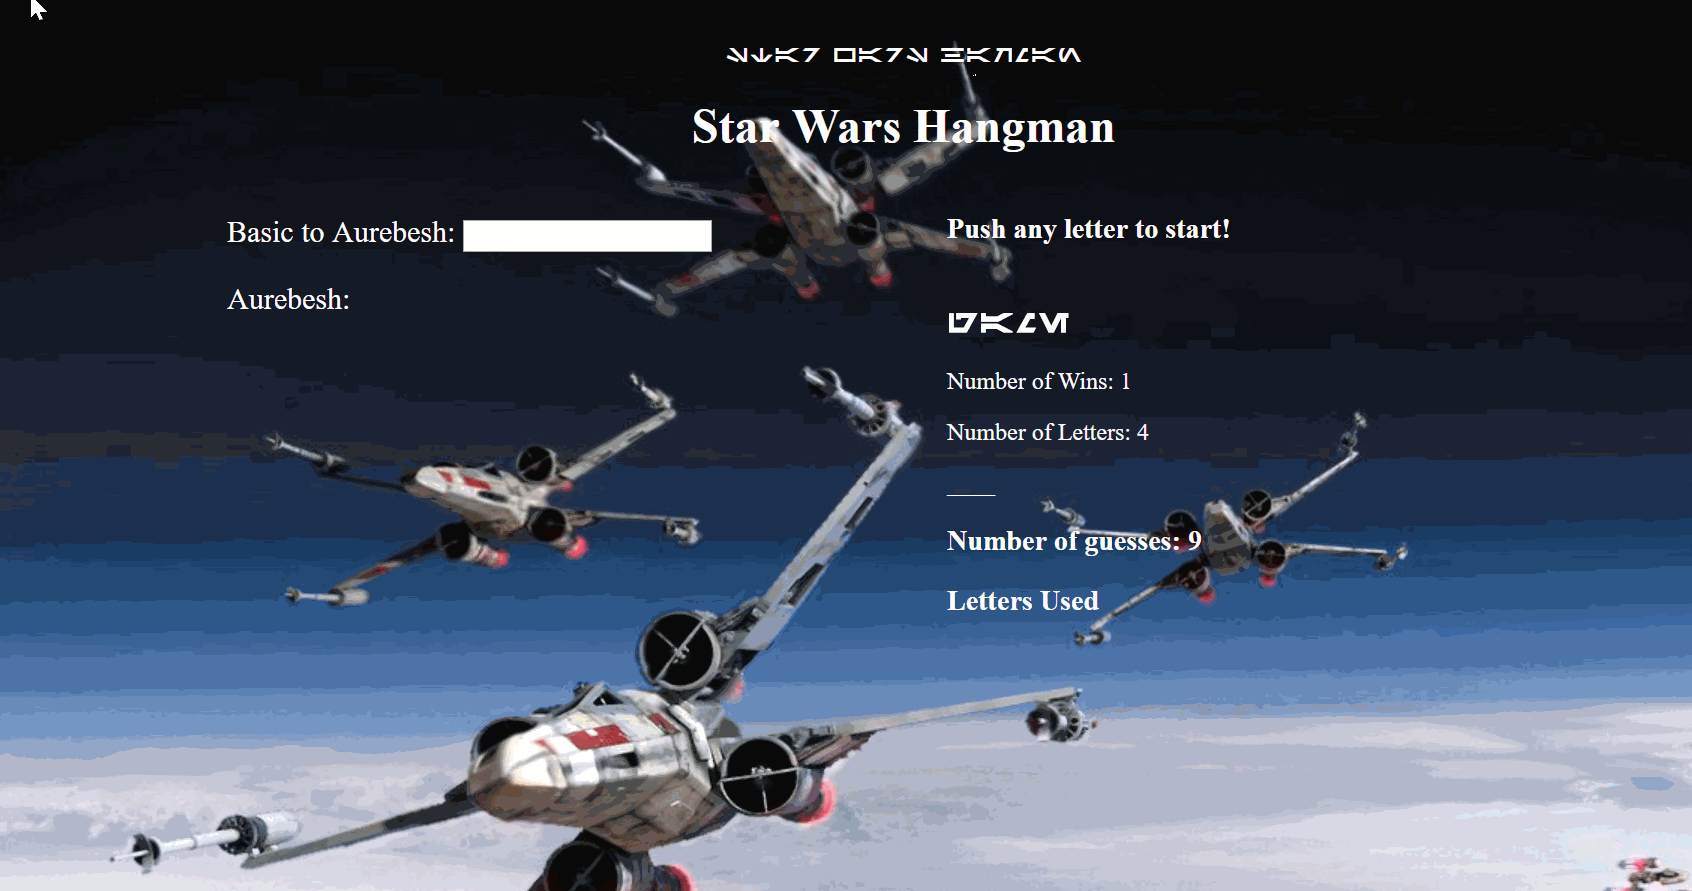 Star Wars Hangman
Basic to Aurebesh:
Aurebesh:
Push any letter to start!
Number of Wins: 1
Number of Letters: 4
____
Number of guesses: 9
Letters Used